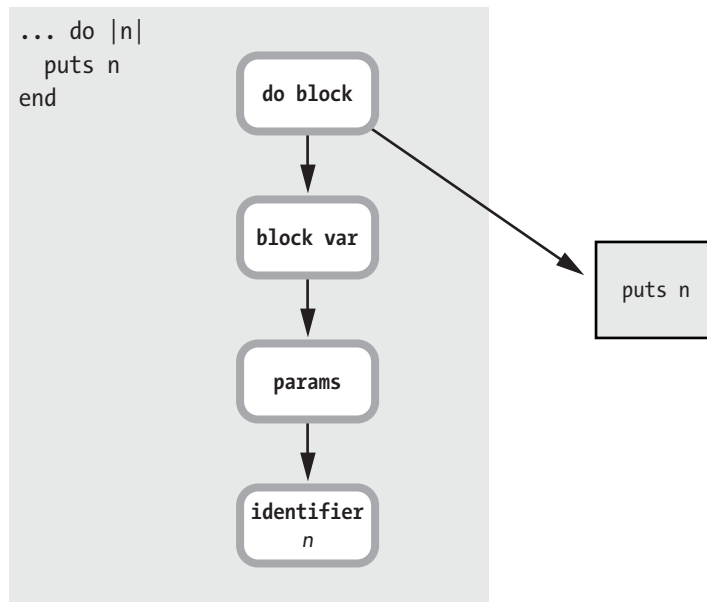 ... do |n|
  puts n
end
do block
block var
puts n
params
identifier
n